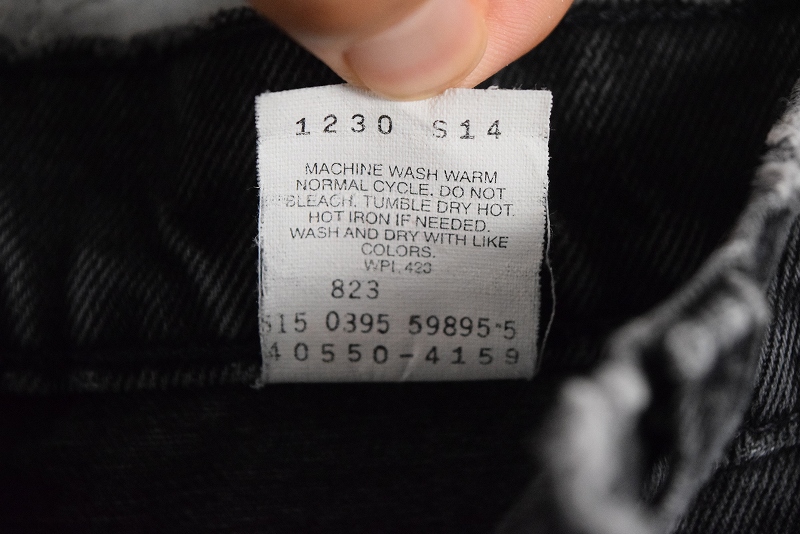 1230 S14
MACHINE WASH WARM
NORMAL CYCLE. DO NOT
BLEACH. TUMBLE DRY HOT.
HOT IRON IF NEEDED.
WASH AND DRY WITH LIKE
COLORS.
WPL 423
823
S15 0395 59895-5
40550-4159